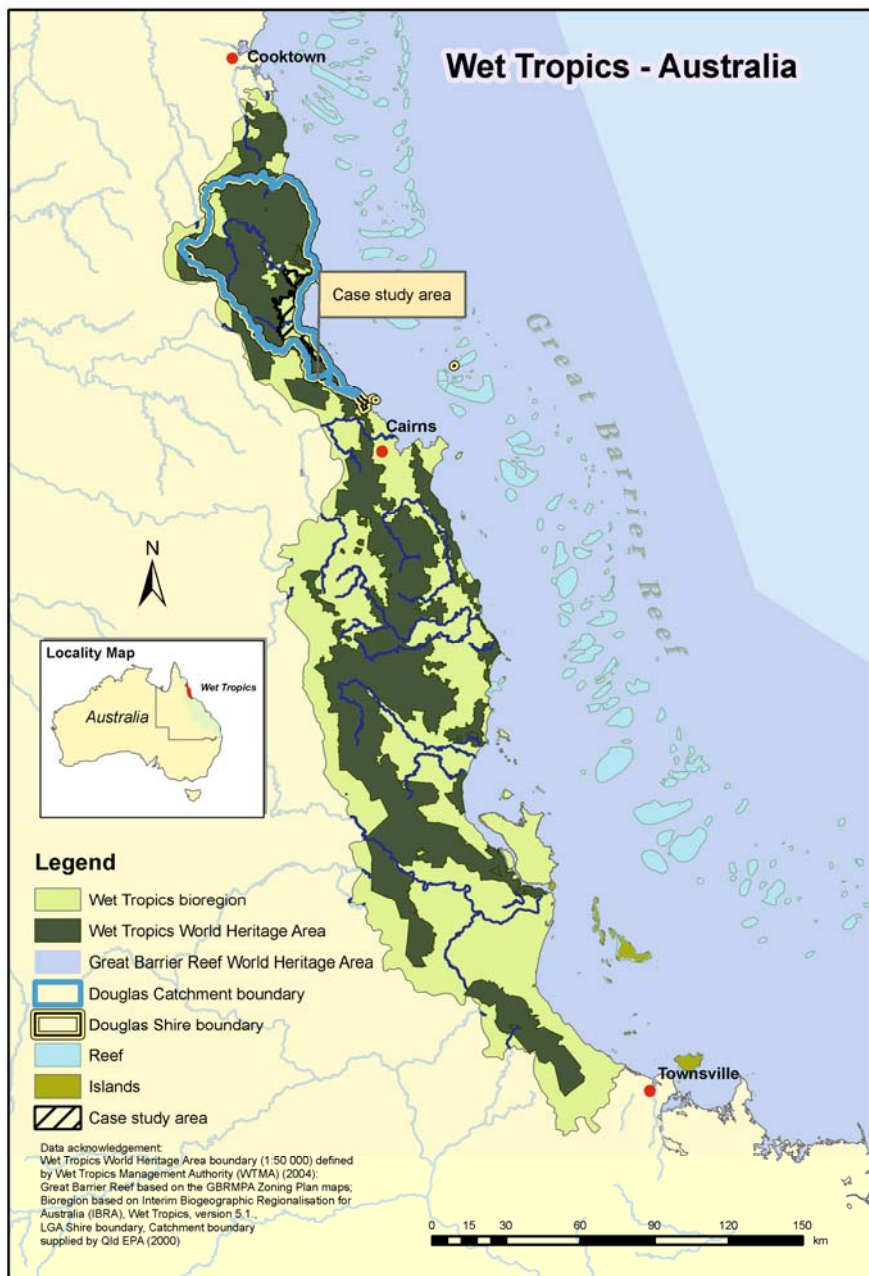 Wet Tropics - Australia
Cooktown
Case study area
Great Barrier Reef
Cairns
N
Locality Map
Wet Tropics
Australia
Townsville
Legend
Wet Tropics bioregion
Wet Tropics World Heritage Area
Great Barrier Reef World Heritage Area
Douglas Catchment boundary
Douglas Shire boundary
Reef
Islands
Case study area
Data acknowledgement:
Wet Tropics World Heritage Area boundary (1:50 000) defined
by Wet Tropics Management Authority (WTMA) (2004):
Great Barrier Reef based on the GBRMPA Zoning Plan maps;
Bioregion based on Interim Biogeographic Regionalisation for
Australia (IBRA), Wet Tropics, version 5.1.,
LGA Shire boundary, Catchment boundary
supplied by Qld EPA (2000)
0 15 30 60 90 120 150
km